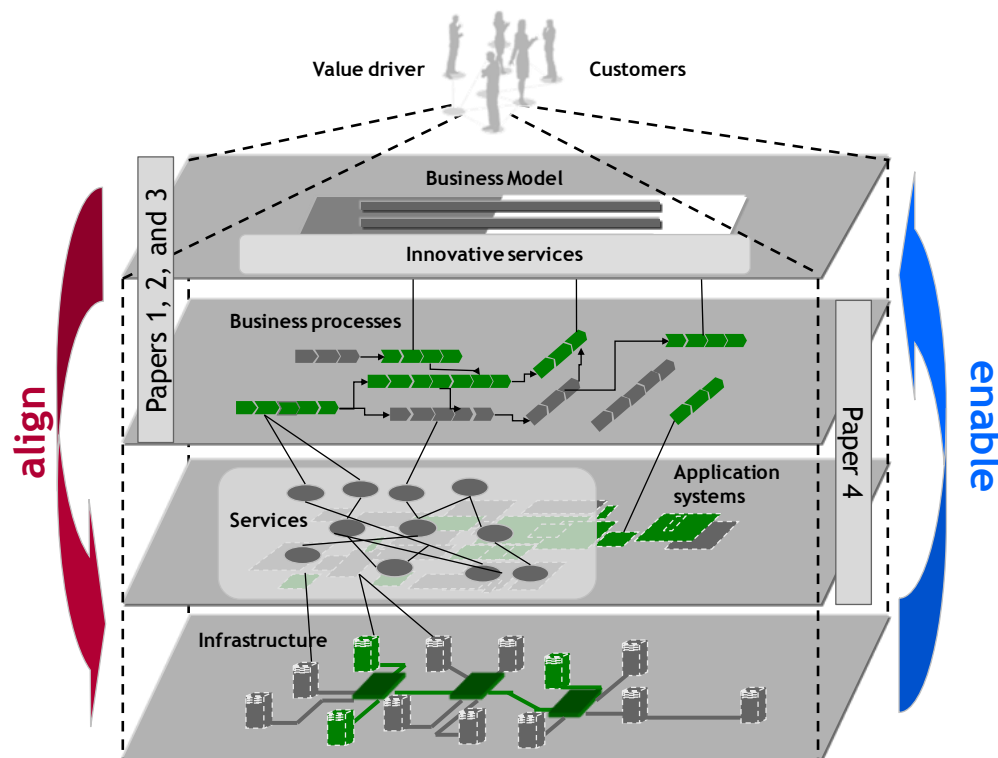 Value driver
Customers
Business Model
Innovative services
Papers 1, 2, and 3
Business processes
align
enable
Paper 4
Application
systems
Services
Infrastructure